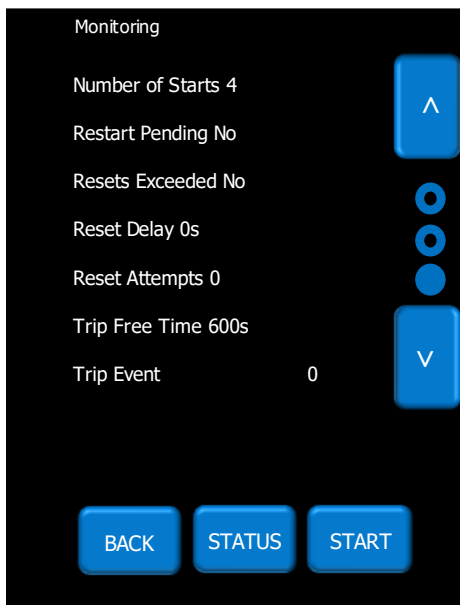 Monitoring
Number of Starts 4
Restart Pending No
Resets Exceeded No
Reset Delay 0s
Reset Attempts 0
Trip Free Time 600s
Trip Event 0
BACK STATUS START